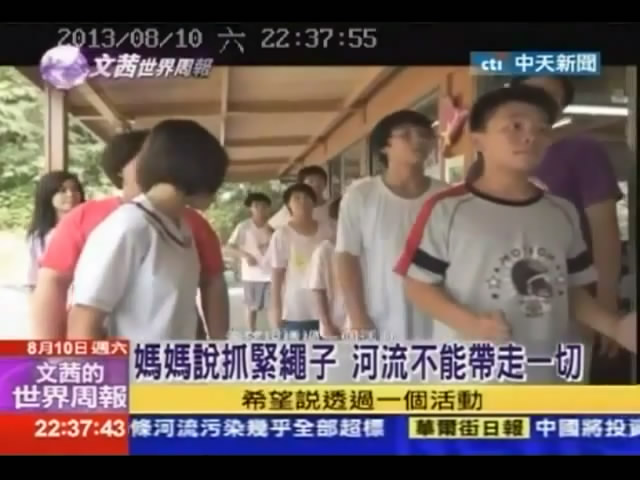 2013/08/10 六 22:37:55
文茜世界周報
cti 中天新聞
8月10日週六
媽媽說抓緊繩子 河流不能帶走一切
文茜的
世界周報
希望説透過一個活動
22:37:43
條河流污染幾乎全部超標 華爾街日報 中國將投資